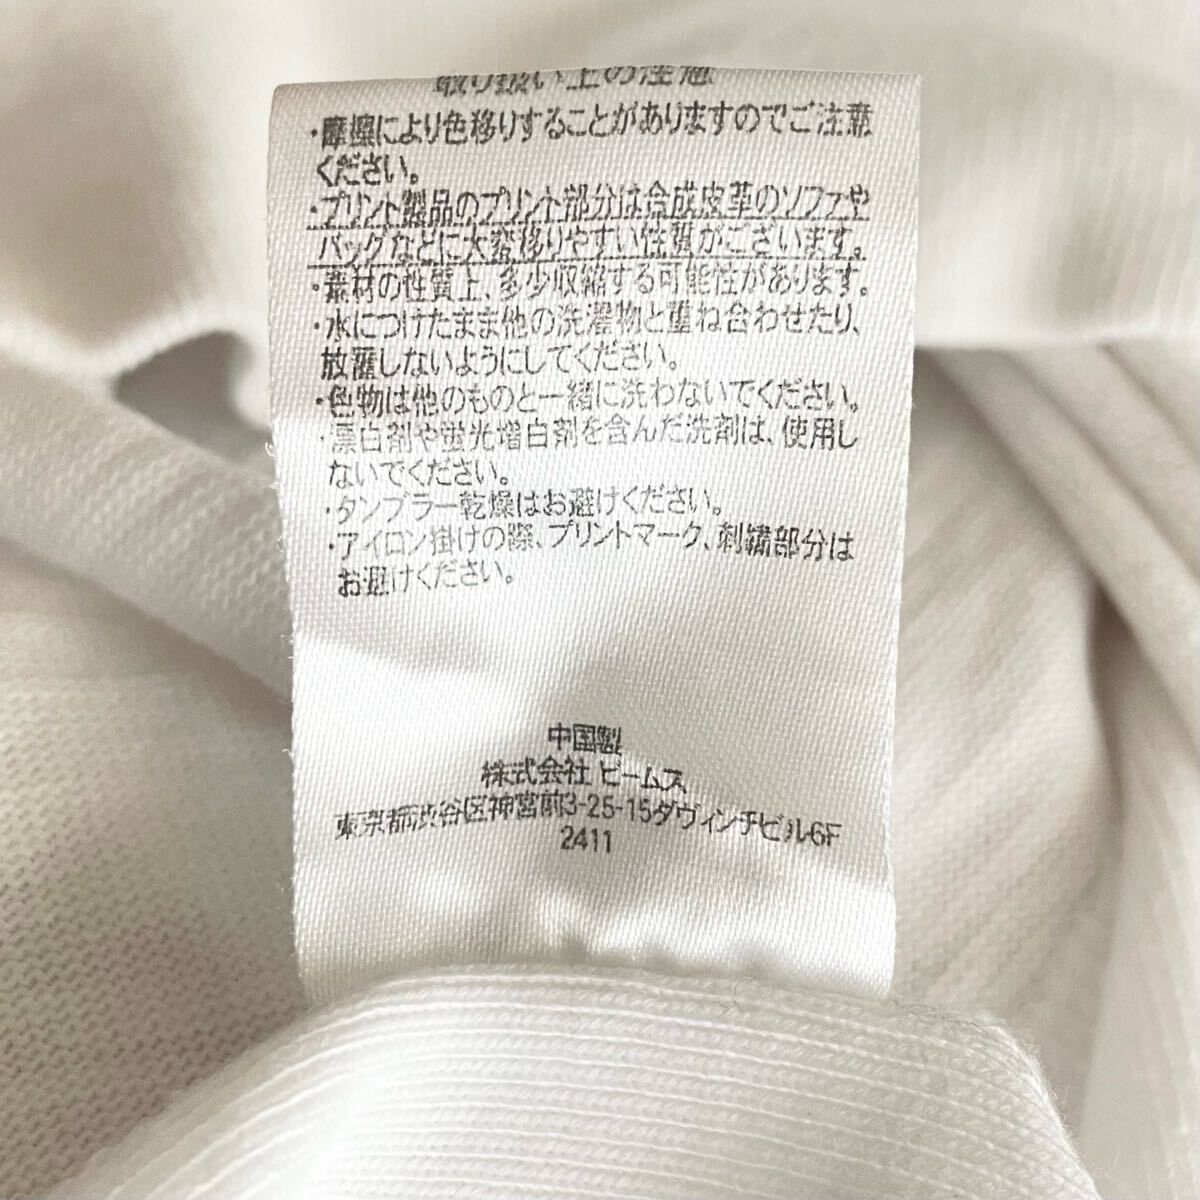 取り扱い上の注意
・摩擦により色移りすることがありますのでご注意
ください。
・プリント製品のプリント部分は合成皮革のソファや
バッグなどに大変移りやすい性質がございます。
・素材の性質上、多少収縮する可能性があります。
・水につけたまま他の洗濯物と重ね合わせたり、
放置しないようにしてください。
・色物は他のものと一緒に洗わないでください。
・漂白剤や蛍光増白剤を含んだ洗剤は、使用し
ないでください。
・タンブラー乾燥はお避けください。
・アイロン掛けの際、プリントマーク、刺繍部分は
お避けください。
中国製
株式会社 ビームス
東京都渋谷区神宮前3-25-15ダヴィンチビル6F
2411